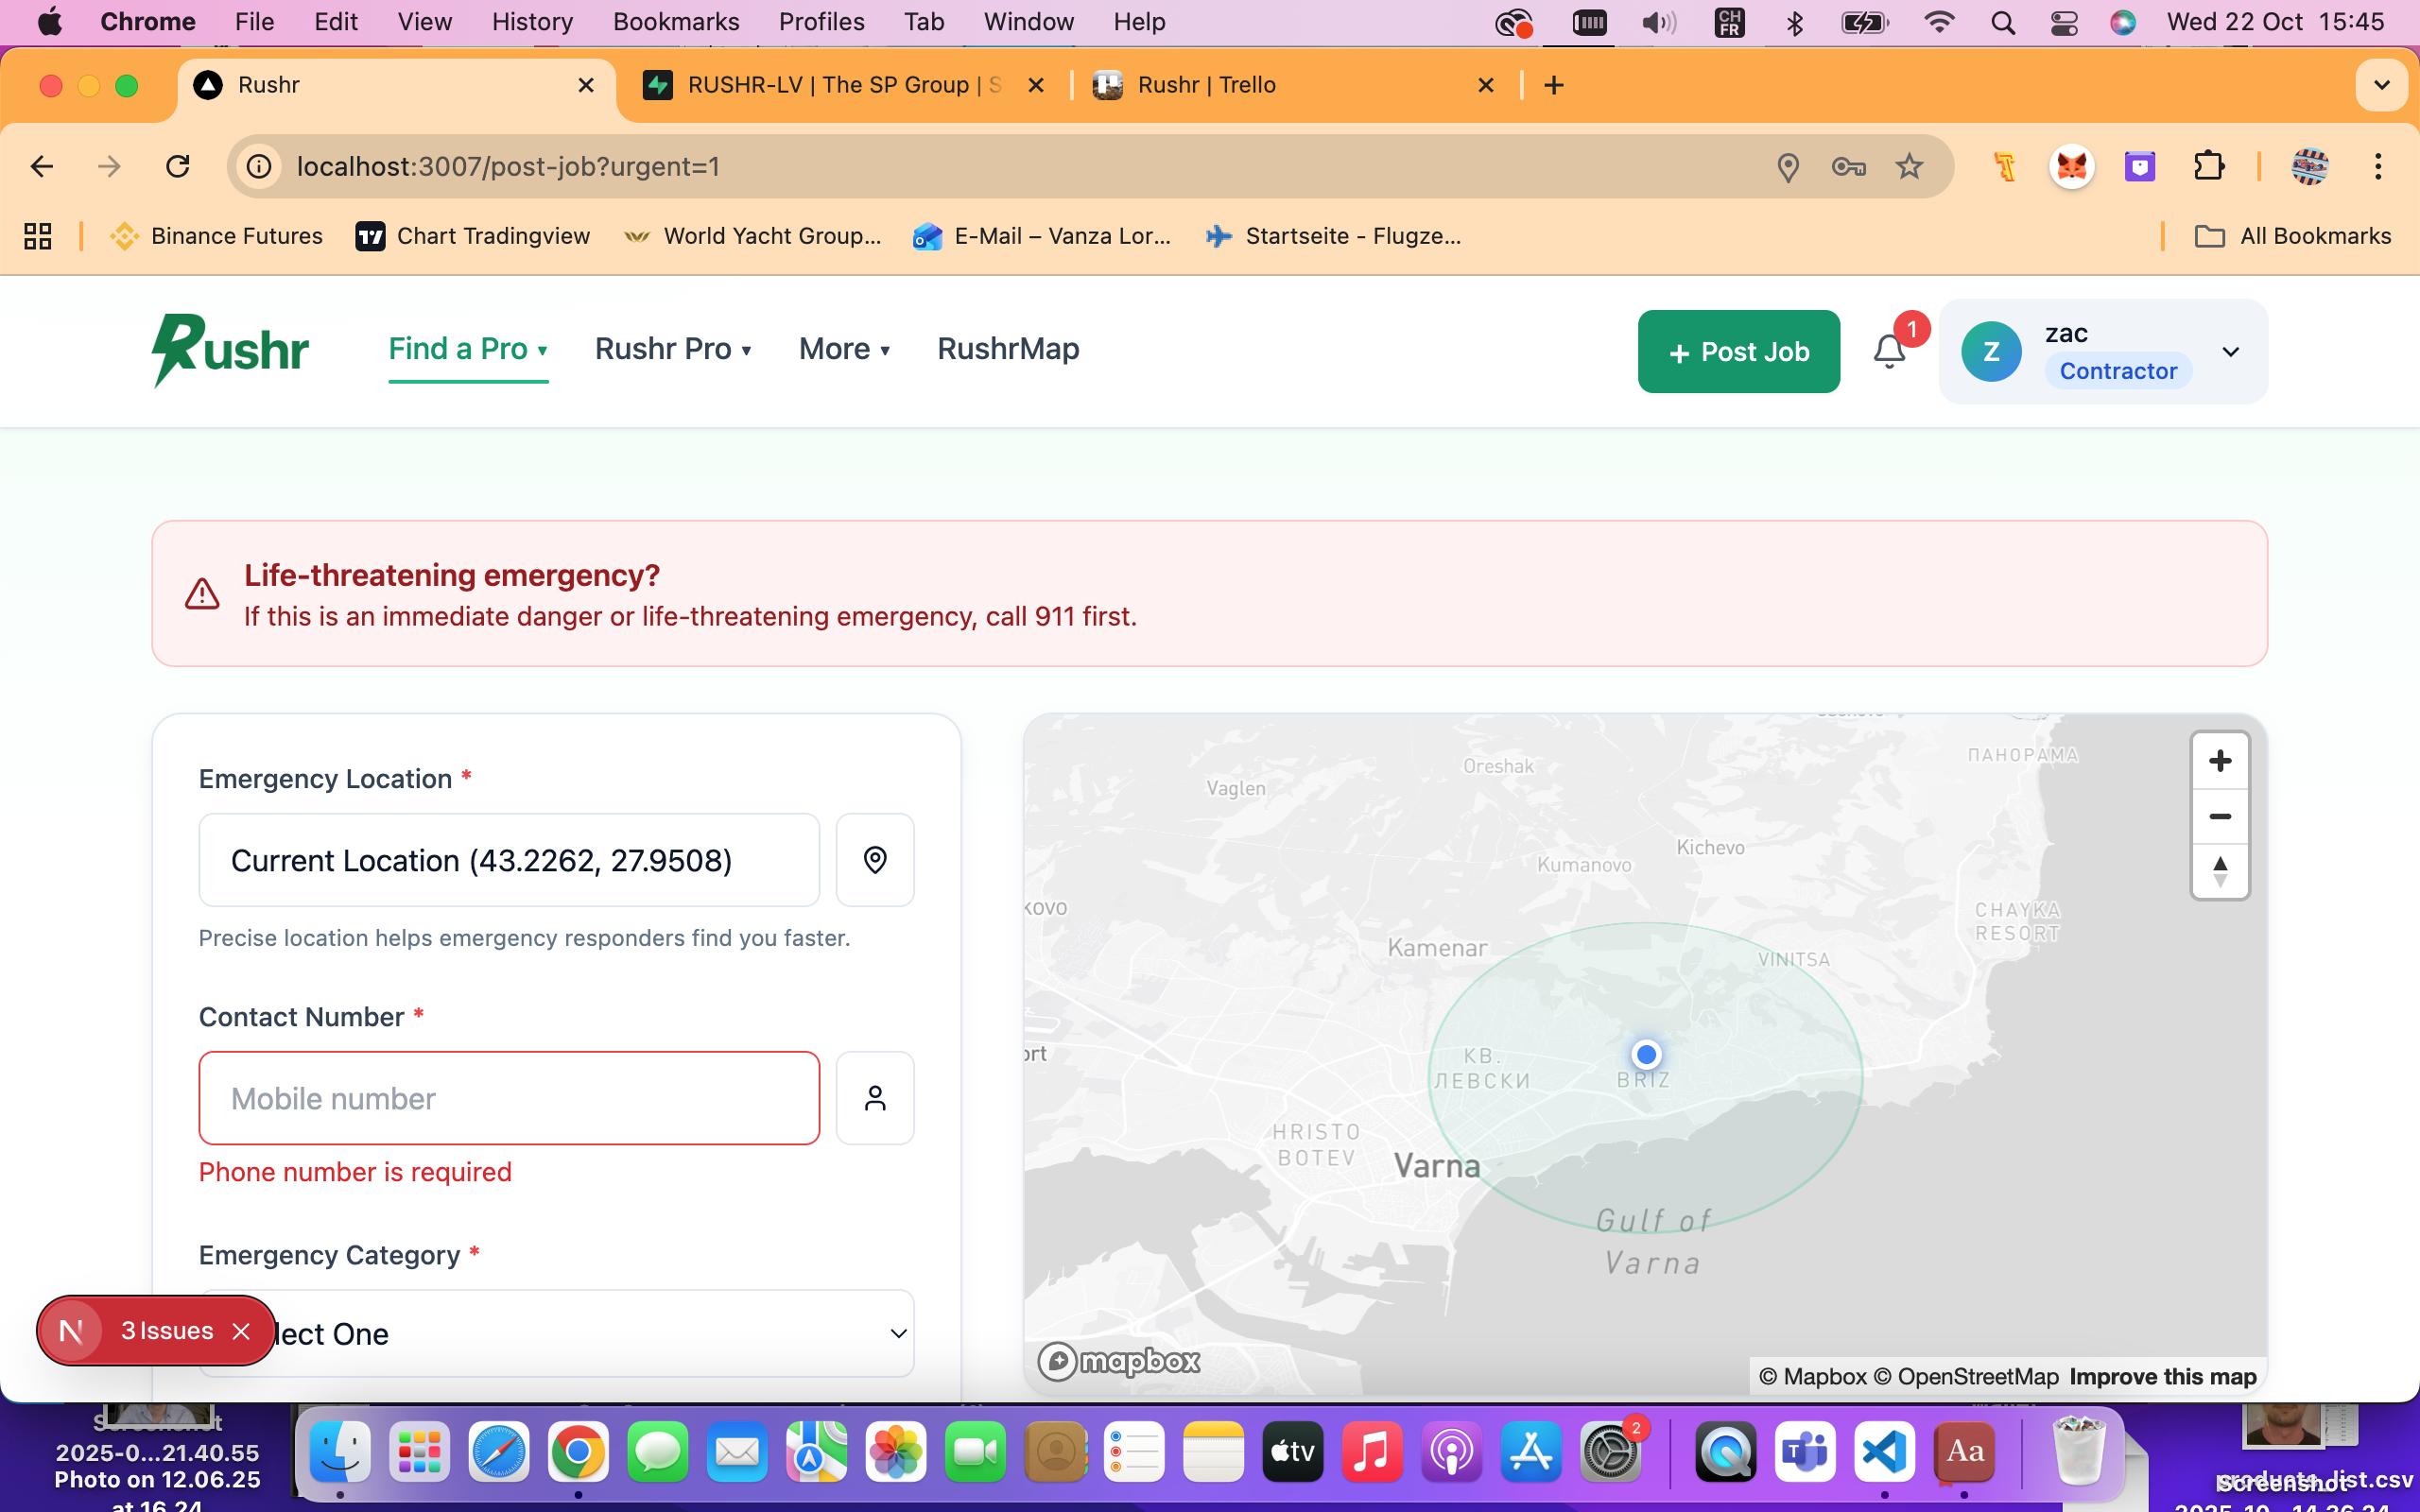 Chrome File Edit View History Bookmarks Profiles Tab Window Help CH FR Wed 22 Oct 15:45
Rushr RUSHR-LV | The SP Group | S Rushr | Trello
localhost:3007/post-job?urgent=1
Binance Futures Chart Tradingview World Yacht Group... E-Mail – Vanza Lor... Startseite - Flugze... All Bookmarks
Rushr Find a Pro ▾ Rushr Pro ▾ More ▾ RushrMap + Post Job 1 Z zac
Contractor
Life-threatening emergency?
If this is an immediate danger or life-threatening emergency, call 911 first.
Emergency Location *
Current Location (43.2262, 27.9508)
Precise location helps emergency responders find you faster.
Contact Number *
Mobile number
Phone number is required
Emergency Category *
lect One
N 3 Issues
ПАНОРАМА
Oreshak
Vaglen
Kichevo
Kumanovo
kovo
CHAYKA
RESORT
Kamenar
VINITSA
ort
КВ.
ЛЕВСКИ
BRIZ
HRISTO
BOTEV
Varna
Gulf of
Varna
mapbox
© Mapbox © OpenStreetMap Improve this map
2025-0...21.40.55
Photo on 12.06.25
at 16.24
tv
2
Aa